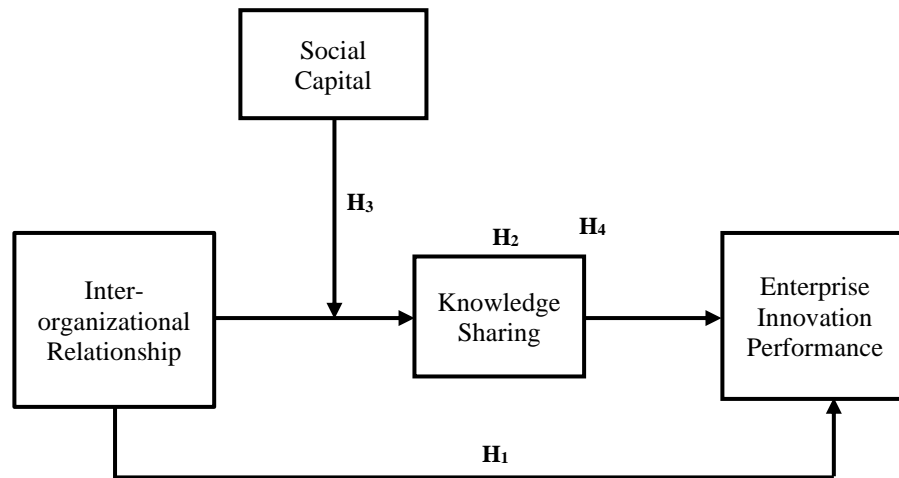 Social
Capital
H₃
H₂
H₄
Inter-
organizational
Relationship
Knowledge
Sharing
Enterprise
Innovation
Performance
H₁